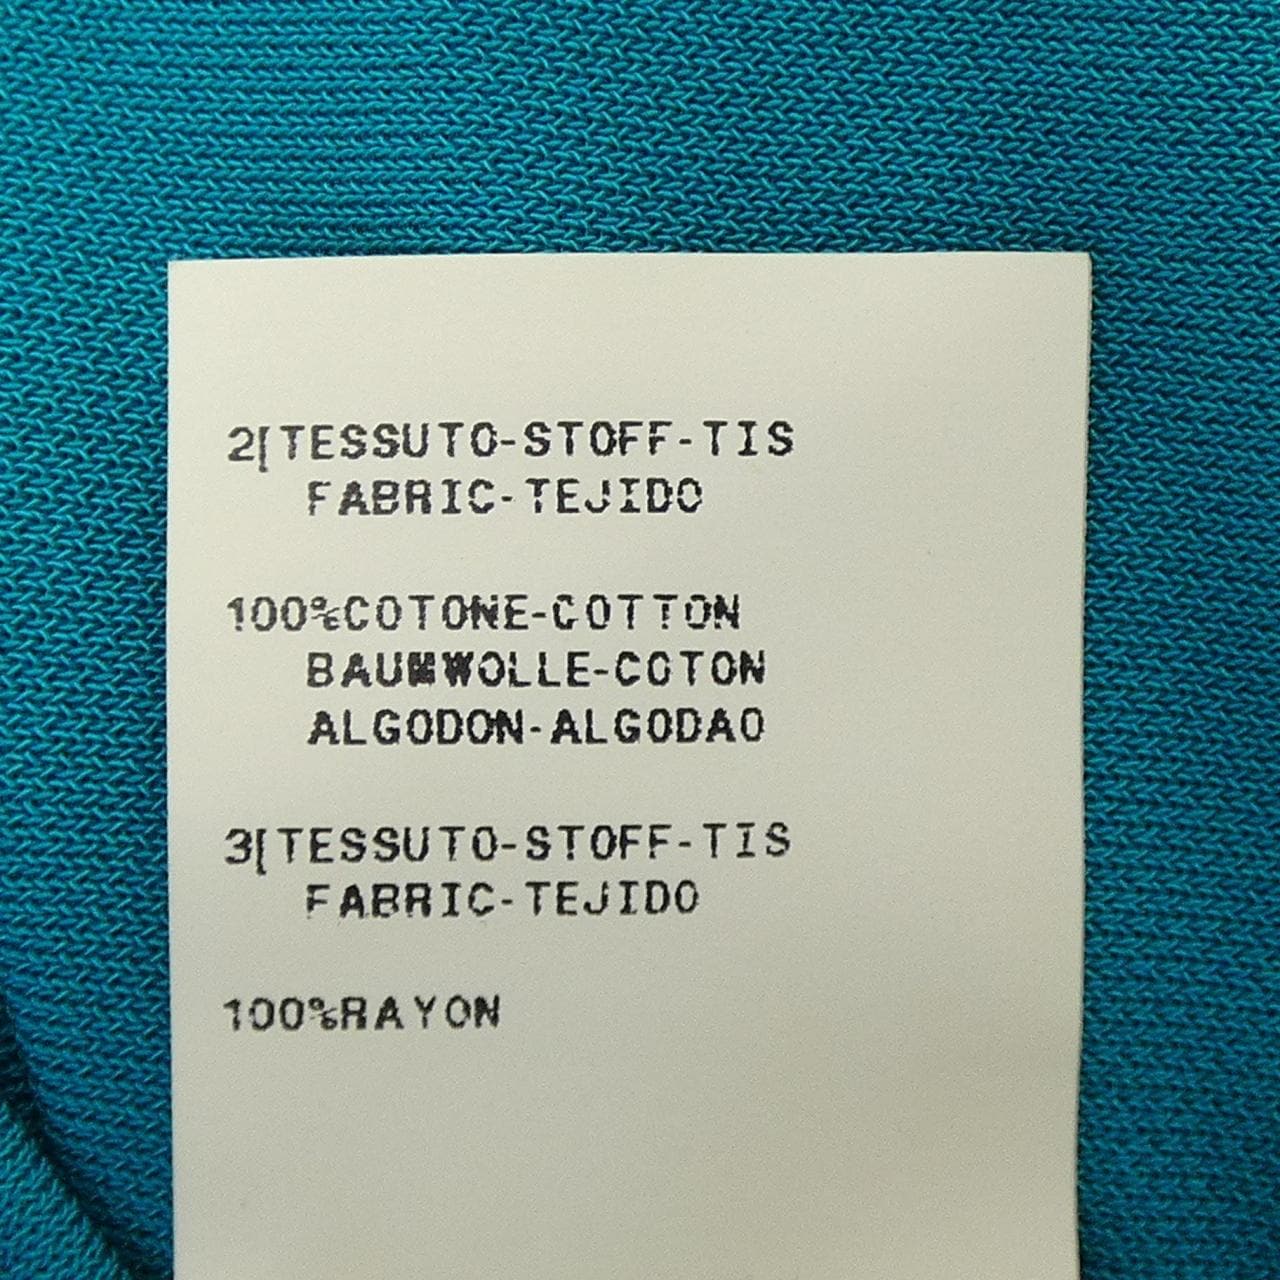 2[TESSUTO-STOFF-TIS
FABRIC-TEJIDO
100%COTONE-COTTON
BAUMWOLLE-COTON
ALGODON-ALGODAO
3[TESSUTO-STOFF-TIS
FABRIC-TEJIDO
100%RAYON